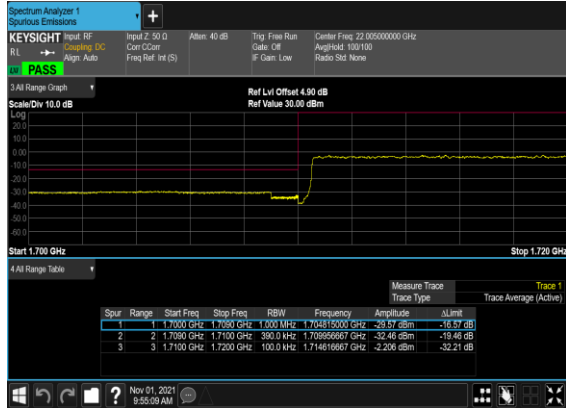 Spectrum Analyzer 1
Spurious Emissions
+
KEYSIGHT Input: RF Input Z: 50 Ω Atten: 40 dB Trig: Free Run Center Freq: 22.005000000 GHz
RL Coupling: DC Corr CCorr Gate: Off Avg|Hold: 100/100
Align: Auto Freq Ref: Int (S) IF Gain: Low Radio Std: None
LXI PASS
3 All Range Graph
Ref Lvl Offset 4.90 dB
Scale/Div 10.0 dB Ref Value 30.00 dBm
Log
20.0
10.0
0.00
-10.0
-20.0
-30.0
-40.0
-50.0
-60.0
Start 1.700 GHz Stop 1.720 GHz
4 All Range Table
Measure Trace Trace 1
Trace Type Trace Average (Active)
Spur Range Start Freq Stop Freq RBW Frequency Amplitude ΔLimit
1 1 1.7000 GHz 1.7090 GHz 1.000 MHz 1.704815000 GHz -29.57 dBm -16.57 dB
2 2 1.7090 GHz 1.7100 GHz 390.0 kHz 1.709956667 GHz -32.46 dBm -19.46 dB
3 3 1.7100 GHz 1.7200 GHz 100.0 kHz 1.714616667 GHz -2.206 dBm -32.21 dB
? Nov 01, 2021
9:55:09 AM